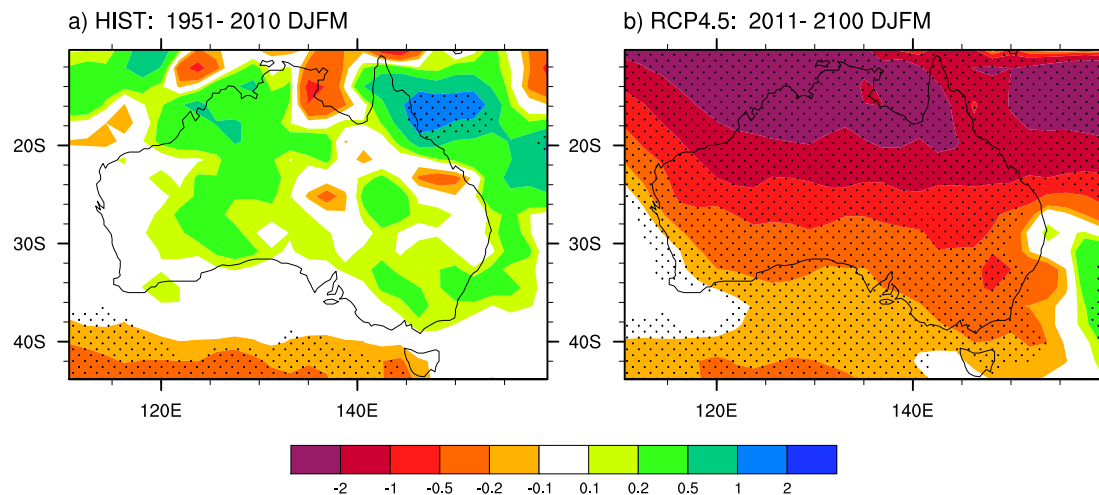 a) HIST: 1951- 2010 DJFM
b) RCP4.5: 2011- 2100 DJFM
20S
30S
40S
120E
140E
20S
30S
40S
120E
140E
-2 -1 -0.5 -0.2 -0.1 0.1 0.2 0.5 1 2